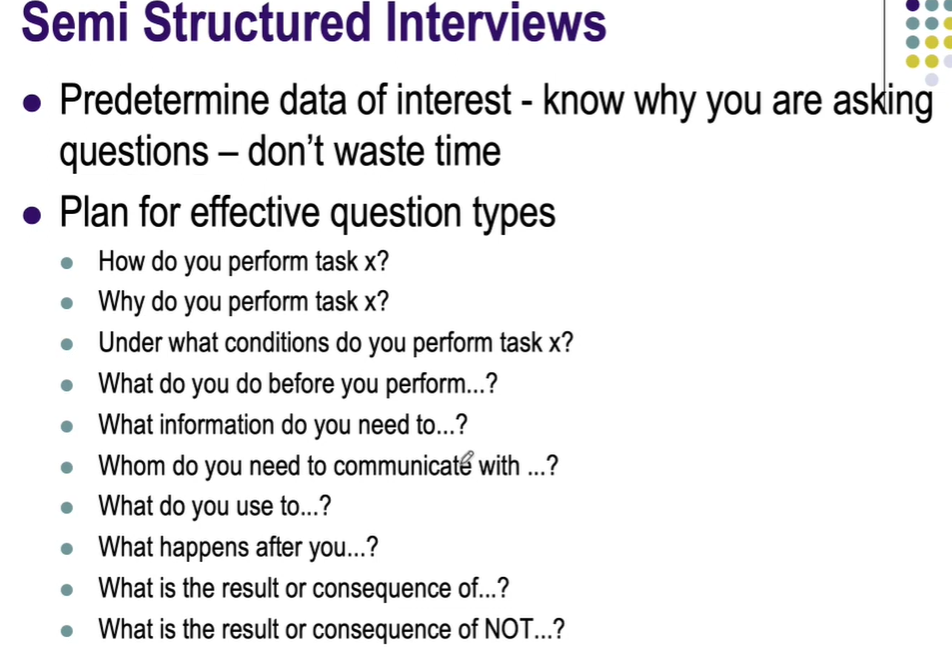 Semi Structured Interviews
Predetermine data of interest - know why you are asking
questions – don't waste time
Plan for effective question types
How do you perform task x?
Why do you perform task x?
Under what conditions do you perform task x?
What do you do before you perform...?
What information do you need to...?
Whom do you need to communicate with ...?
What do you use to...?
What happens after you...?
What is the result or consequence of...?
What is the result or consequence of NOT...?